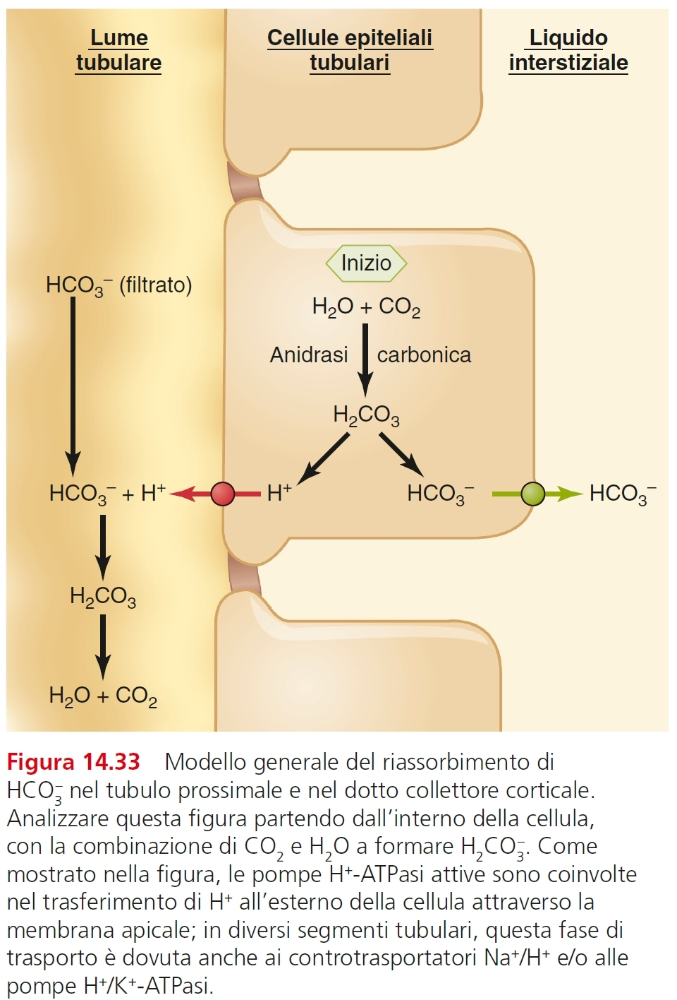 Lume
tubulare
Cellule epiteliali
tubulari
Liquido
interstiziale
Inizio
HCO₃⁻ (filtrato)
H₂O + CO₂
Anidrasi carbonica
H₂CO₃
HCO₃⁻ + H⁺
H⁺
HCO₃⁻
HCO₃⁻
H₂CO₃
H₂O + CO₂
Figura 14.33 Modello generale del riassorbimento di
HCO₃⁻ nel tubulo prossimale e nel dotto collettore corticale.
Analizzare questa figura partendo dall’interno della cellula,
con la combinazione di CO₂ e H₂O a formare H₂CO₃⁻. Come
mostrato nella figura, le pompe H⁺-ATPasi attive sono coinvolte
nel trasferimento di H⁺ all’esterno della cellula attraverso la
membrana apicale; in diversi segmenti tubulari, questa fase di
trasporto è dovuta anche ai controtrasportatori Na⁺/H⁺ e/o alle
pompe H⁺/K⁺-ATPasi.